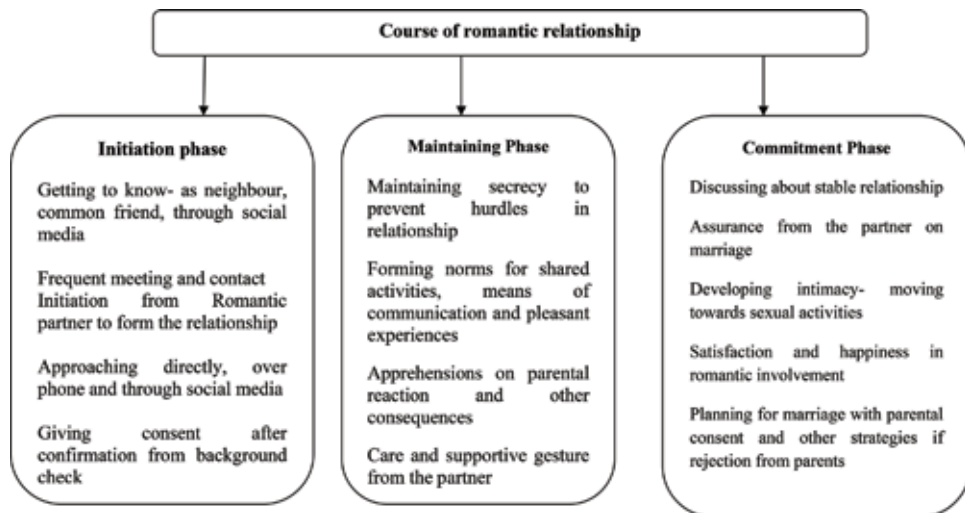 Course of romantic relationship
Initiation phase
Getting to know- as neighbour,
common friend, through social
media
Frequent meeting and contact
Initiation from Romantic
partner to form the relationship
Approaching directly, over
phone and through social media
Giving consent after
confirmation from background
check
Maintaining Phase
Maintaining secrecy to
prevent hurdles in
relationship
Forming norms for shared
activities, means of
communication and pleasant
experiences
Apprehensions on parental
reaction and other
consequences
Care and supportive gesture
from the partner
Commitment Phase
Discussing about stable relationship
Assurance from the partner on
marriage
Developing intimacy- moving
towards sexual activities
Satisfaction and happiness in
romantic involvement
Planning for marriage with parental
consent and other strategies if
rejection from parents